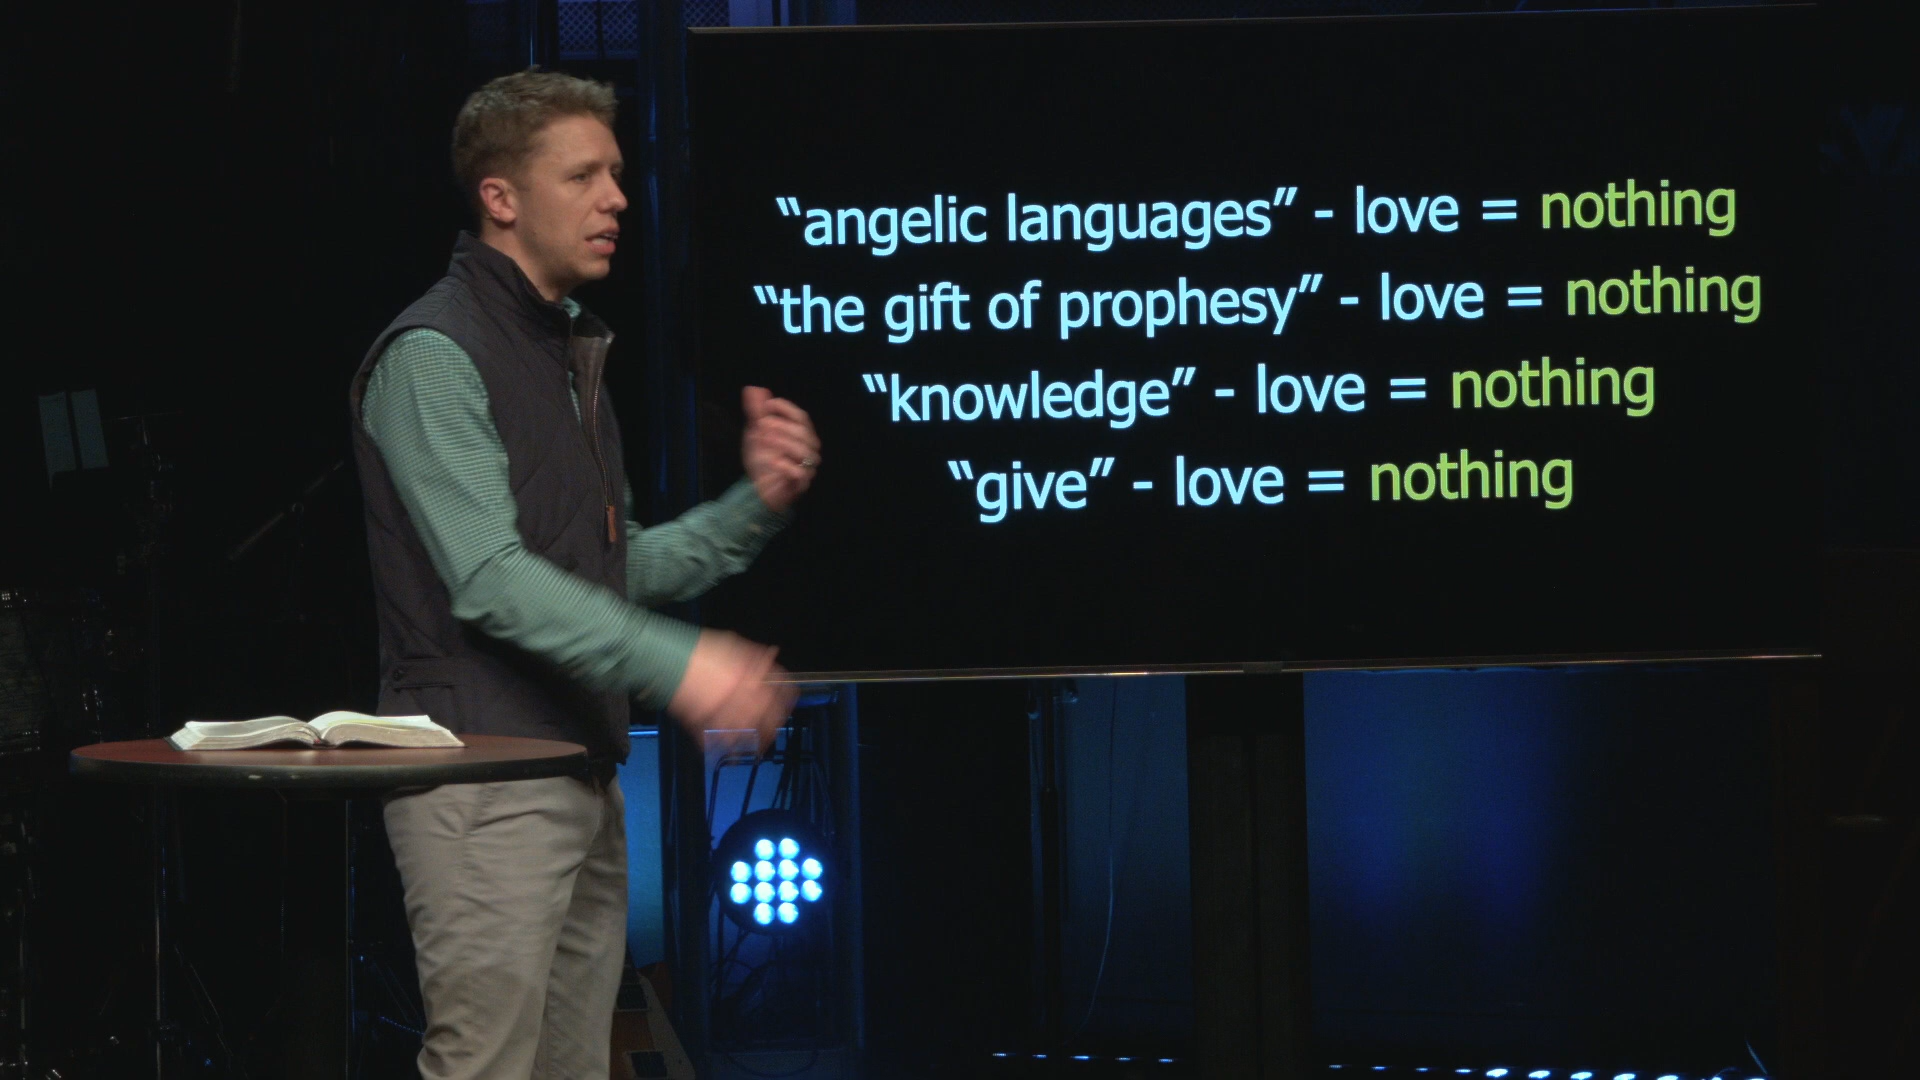 “angelic languages” - love = nothing
“the gift of prophesy” - love = nothing
“knowledge” - love = nothing
“give” - love = nothing